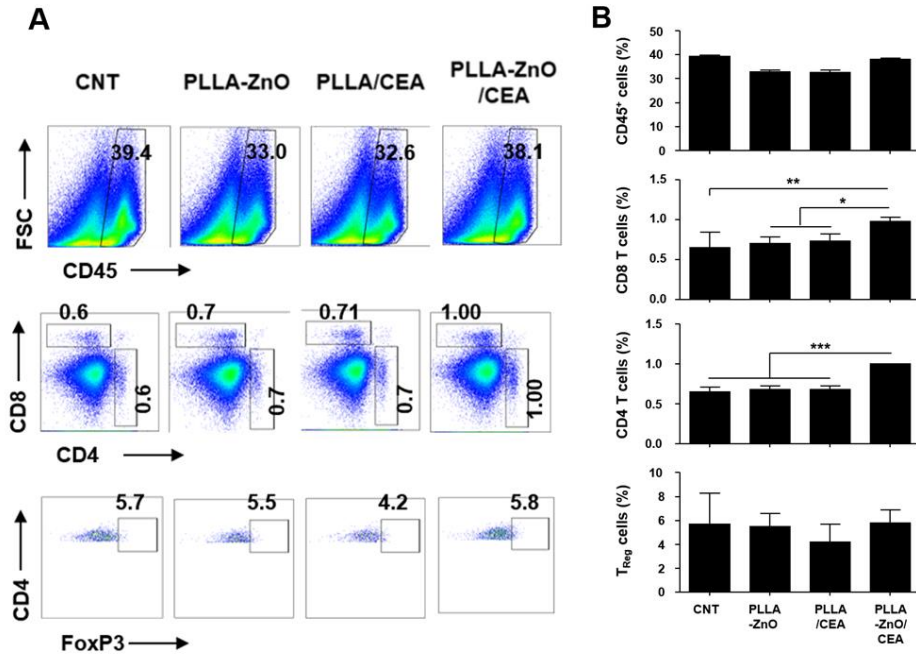 A
CNT PLLA-ZnO PLLA/CEA PLLA-ZnO
/CEA
39.4 33.0 32.6 38.1
FSC
CD45
0.6 0.7 0.71 1.00
0.6 0.7 0.7 1.00
CD8
CD4
5.7 5.5 4.2 5.8
CD4
FoxP3
B
CD45+ cells (%)
50
40
30
20
10
0
CD8 T cells (%)
1.5
1.0
0.5
0.0
**
*
CD4 T cells (%)
1.5
1.0
0.5
0.0
***
TReg cells (%)
10
8
6
4
2
0
CNT PLLA PLLA PLLA
-ZnO /CEA -ZnO/
CEA